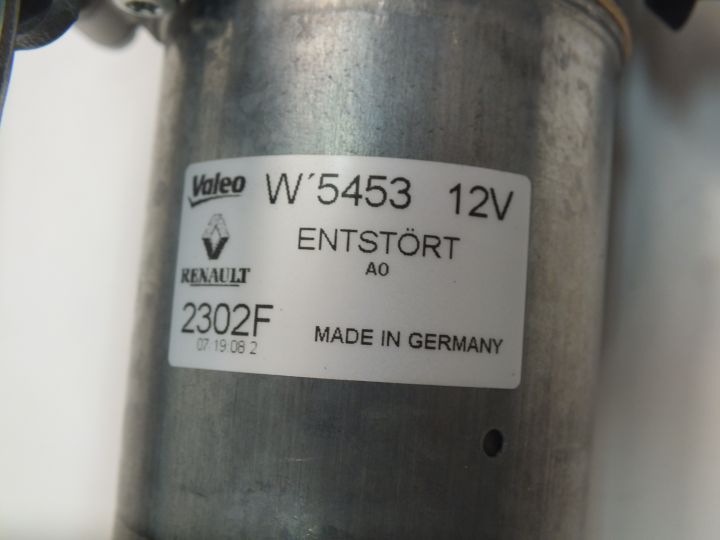 Valeo W´5453 12V
ENTSTÖRT
A0
RENAULT
2302F
07 19 08 2
MADE IN GERMANY